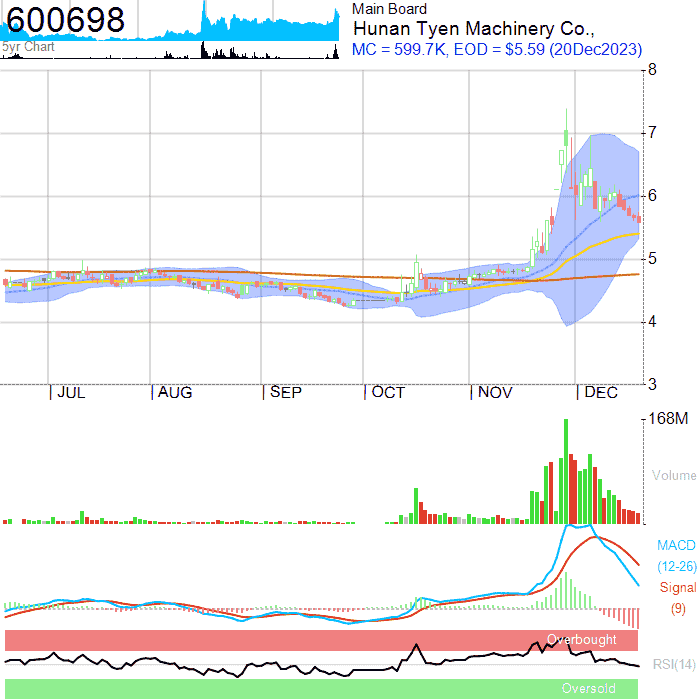 600698
5yr Chart
Main Board
Hunan Tyen Machinery Co.,
MC = 599.7K, EOD = $5.59 (20Dec2023)
8
7
6
5
4
3
JUL AUG SEP OCT NOV DEC
168M
Volume
MACD
(12-26)
Signal
(9)
Overbought
RSI(14)
Oversold